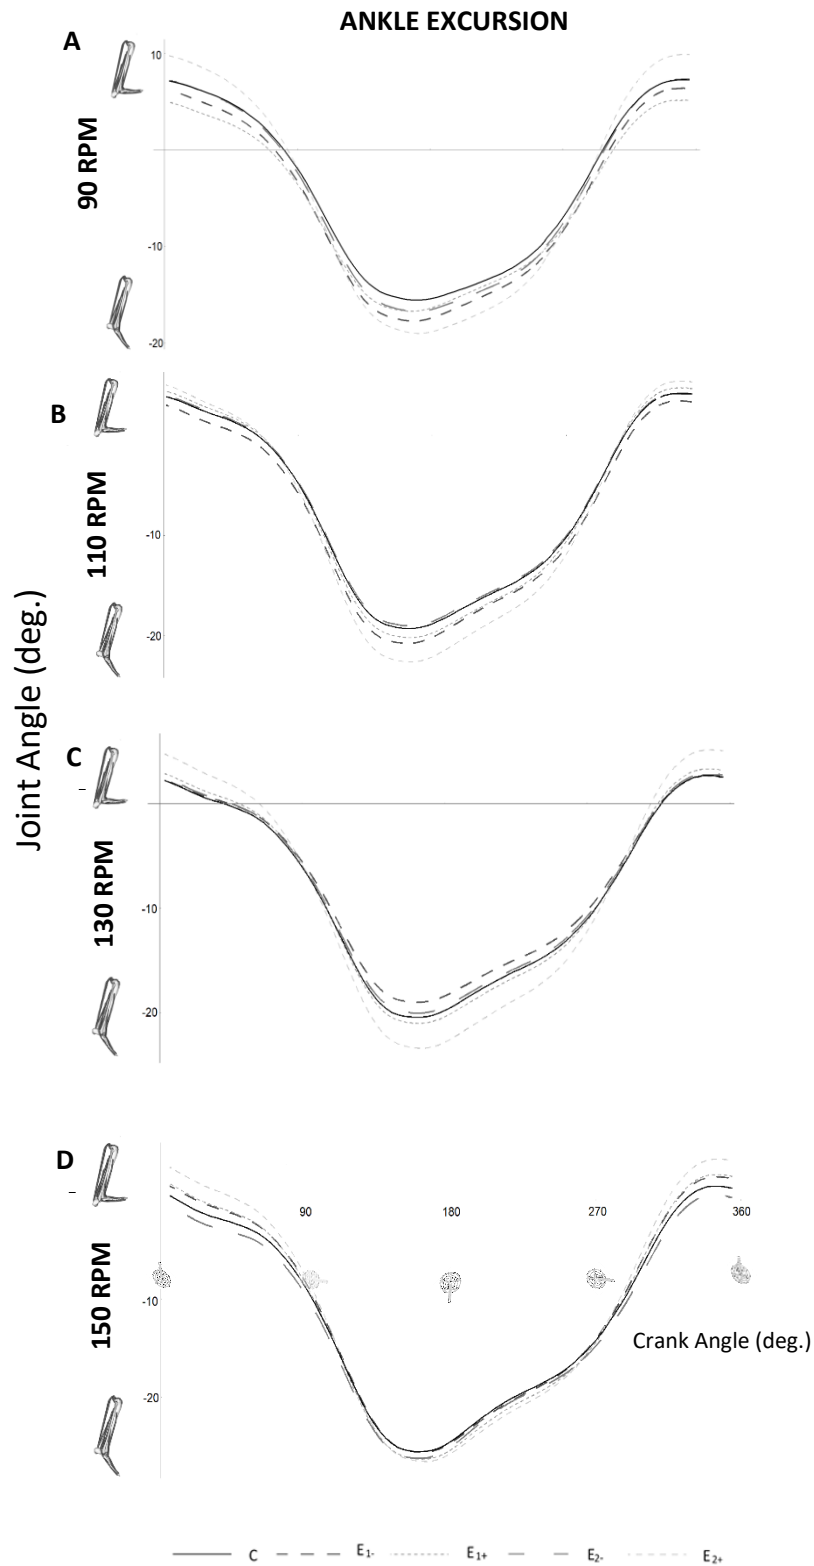 ANKLE EXCURSION
A
10
90 RPM
-10
-20
B
110 RPM
-10
-20
Joint Angle (deg.)
C
130 RPM
-10
-20
D
90 180 270 360
150 RPM
-10
Crank Angle (deg.)
-20
C E1- E1+ E2- E2+